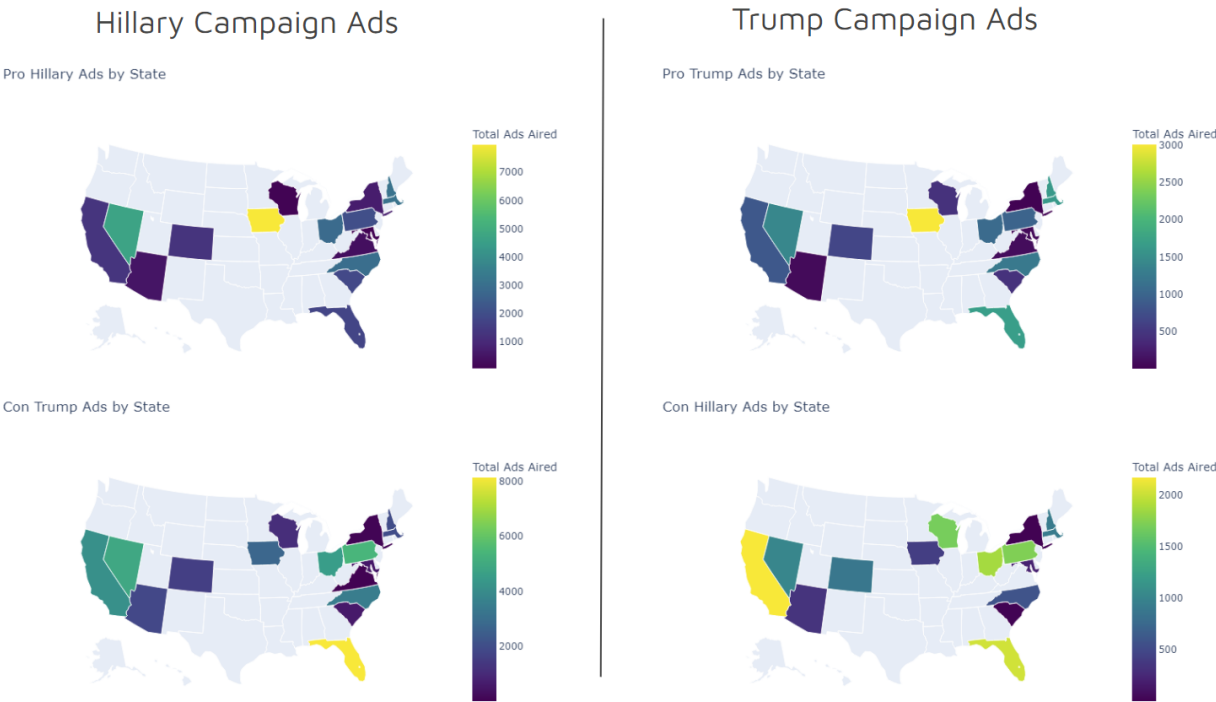 Hillary Campaign Ads
Pro Hillary Ads by State
Total Ads Aired
7000
6000
5000
4000
3000
2000
1000
Con Trump Ads by State
Total Ads Aired
8000
6000
4000
2000
Trump Campaign Ads
Pro Trump Ads by State
Total Ads Aired
3000
2500
2000
1500
1000
500
Con Hillary Ads by State
Total Ads Aired
2000
1500
1000
500